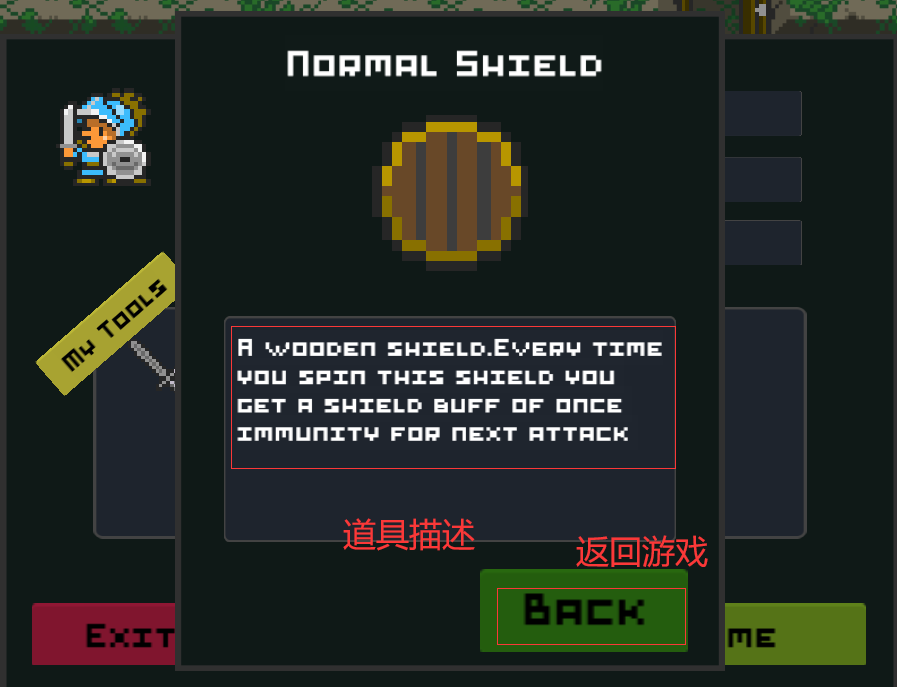 Normal Shield
My Tools
A wooden shield.Every time
you spin this shield you
get a shield buff of once
immunity for next attack
道具描述
返回游戏
Back
Exit
me